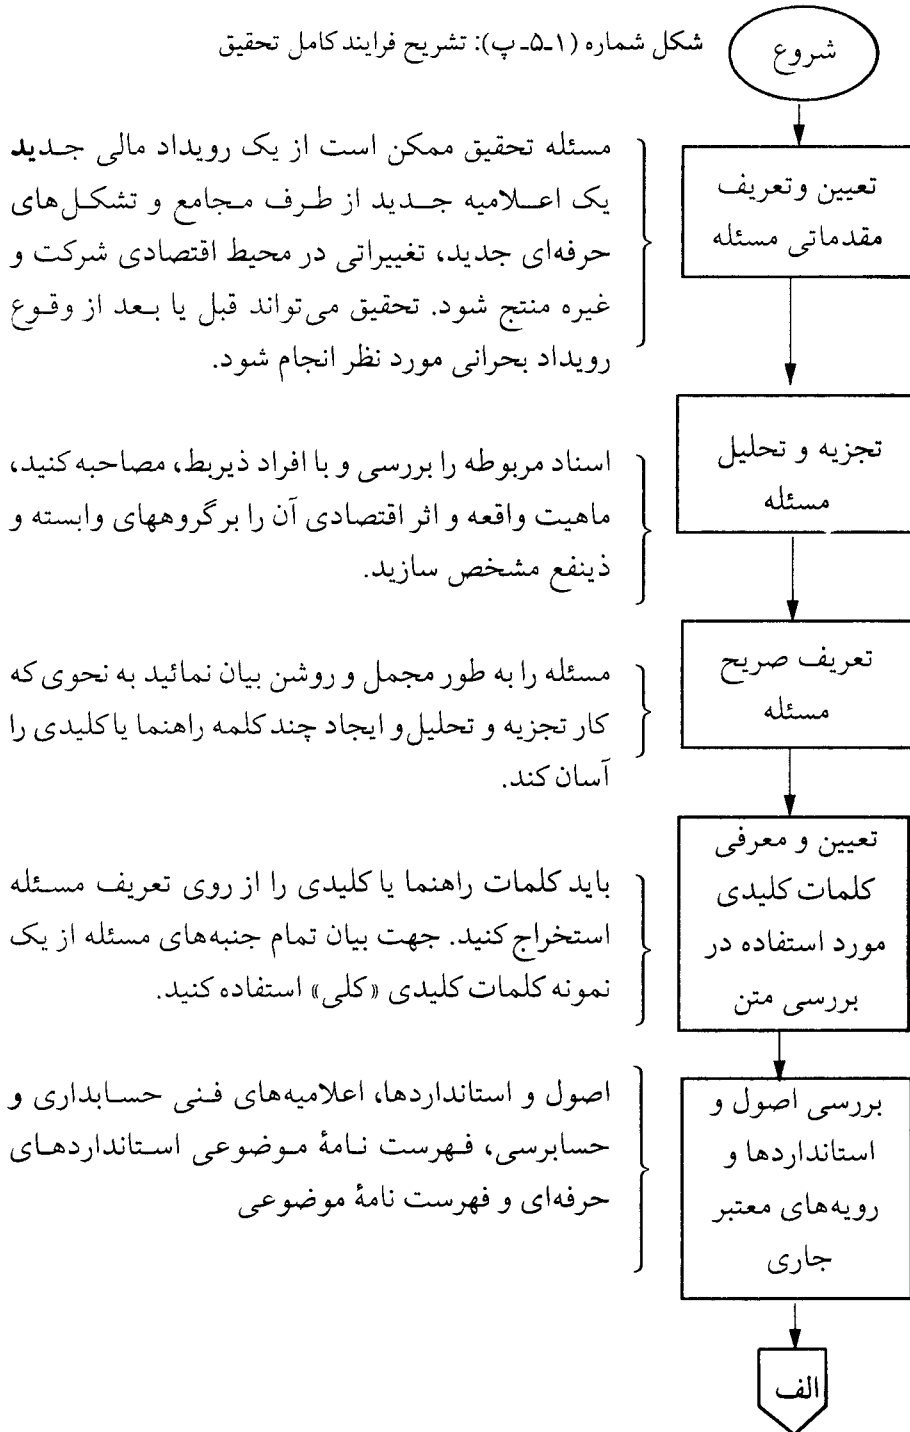 شکل شماره (۱ـ۵ـ پ): تشریح فرایند کامل تحقیق
شروع
تعیین وتعریف
مقدماتی مسئله
مسئله تحقیق ممکن است از یک رویداد مالی جدید
یک اعلامیه جدید از طرف مجامع و تشکل‌های
حرفه‌ای جدید، تغییراتی در محیط اقتصادی شرکت و
غیره منتج شود. تحقیق می‌تواند قبل یا بعد از وقوع
رویداد بحرانی مورد نظر انجام شود.
تجزیه و تحلیل
مسئله
اسناد مربوطه را بررسی و با افراد ذیربط، مصاحبه کنید،
ماهیت واقعه و اثر اقتصادی آن را بر گروههای وابسته و
ذینفع مشخص سازید.
تعریف صریح
مسئله
مسئله را به طور مجمل و روشن بیان نمائید به نحوی که
کار تجزیه و تحلیل و ایجاد چند کلمه راهنما یا کلیدی را
آسان کند.
تعیین و معرفی
کلمات کلیدی
مورد استفاده در
بررسی متن
باید کلمات راهنما یا کلیدی را از روی تعریف مسئله
استخراج کنید. جهت بیان تمام جنبه‌های مسئله از یک
نمونه کلمات کلیدی «کلی» استفاده کنید.
بررسی اصول و
استانداردها و
رویه‌های معتبر
جاری
اصول و استانداردها، اعلامیه‌های فنی حسابداری و
حسابرسی، فهرست نامۀ موضوعی استانداردهای
حرفه‌ای و فهرست نامۀ موضوعی
الف